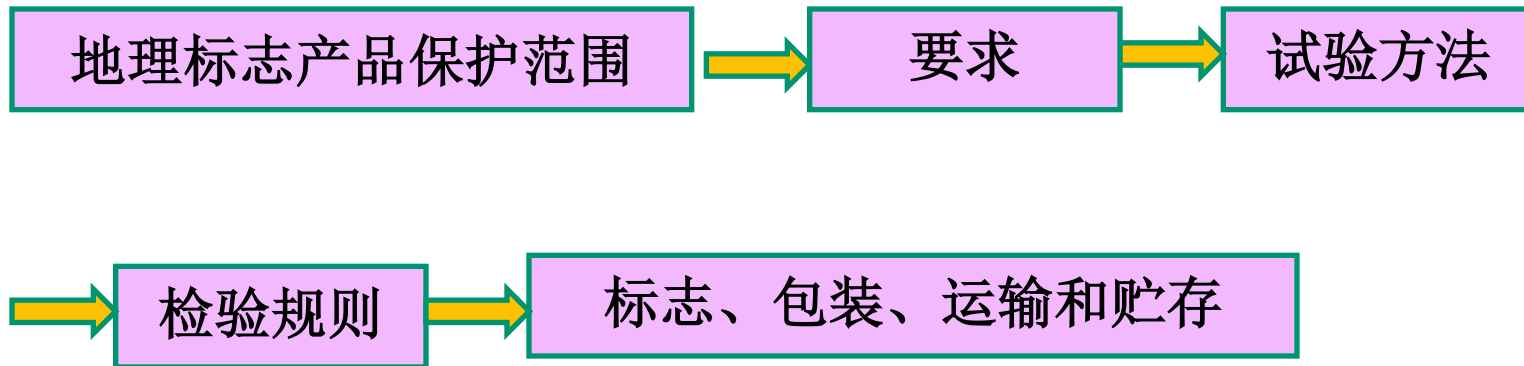 地理标志产品保护范围
要求
试验方法
检验规则
标志、包装、运输和贮存